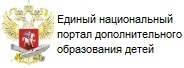 Единый национальный
портал дополнительного
образования детей